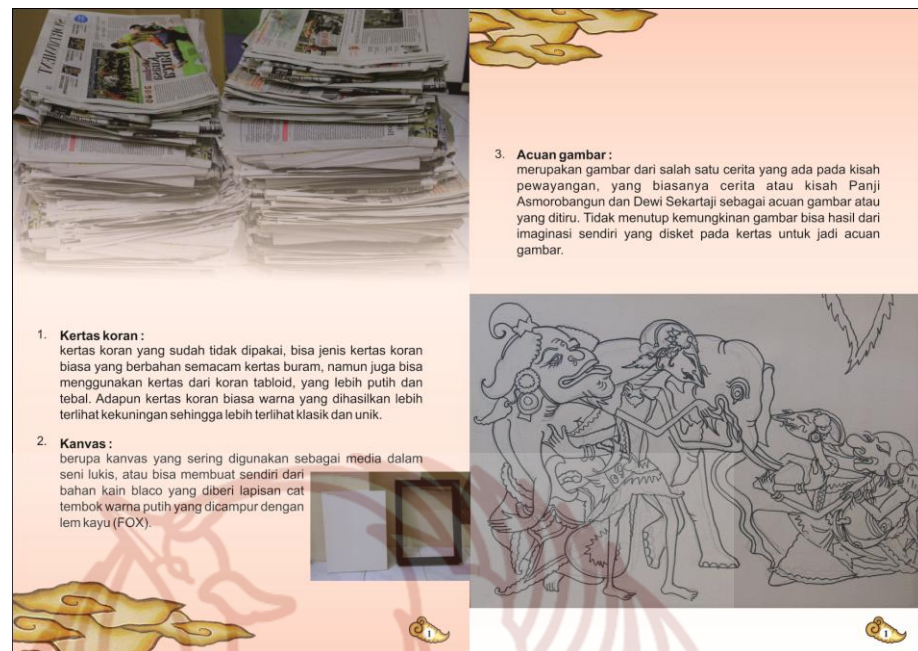 1. Kertas koran :
kertas koran yang sudah tidak dipakai, bisa jenis kertas koran
biasa yang berbahan semacam kertas buram, namun juga bisa
menggunakan kertas dari koran tabloid, yang lebih putih dan
tebal. Adapun kertas koran biasa warna yang dihasilkan lebih
terlihat kekuningan sehingga lebih terlihat klasik dan unik.
2. Kanvas :
berupa kanvas yang sering digunakan sebagai media dalam
seni lukis, atau bisa membuat sendiri dari
bahan kain blaco yang diberi lapisan cat
tembok warna putih yang dicampur dengan
lem kayu (FOX).
1
3. Acuan gambar :
merupakan gambar dari salah satu cerita yang ada pada kisah
pewayangan, yang biasanya cerita atau kisah Panji
Asmorobangun dan Dewi Sekartaji sebagai acuan gambar atau
yang ditiru. Tidak menutup kemungkinan gambar bisa hasil dari
imaginasi sendiri yang disket pada kertas untuk jadi acuan
gambar.
1